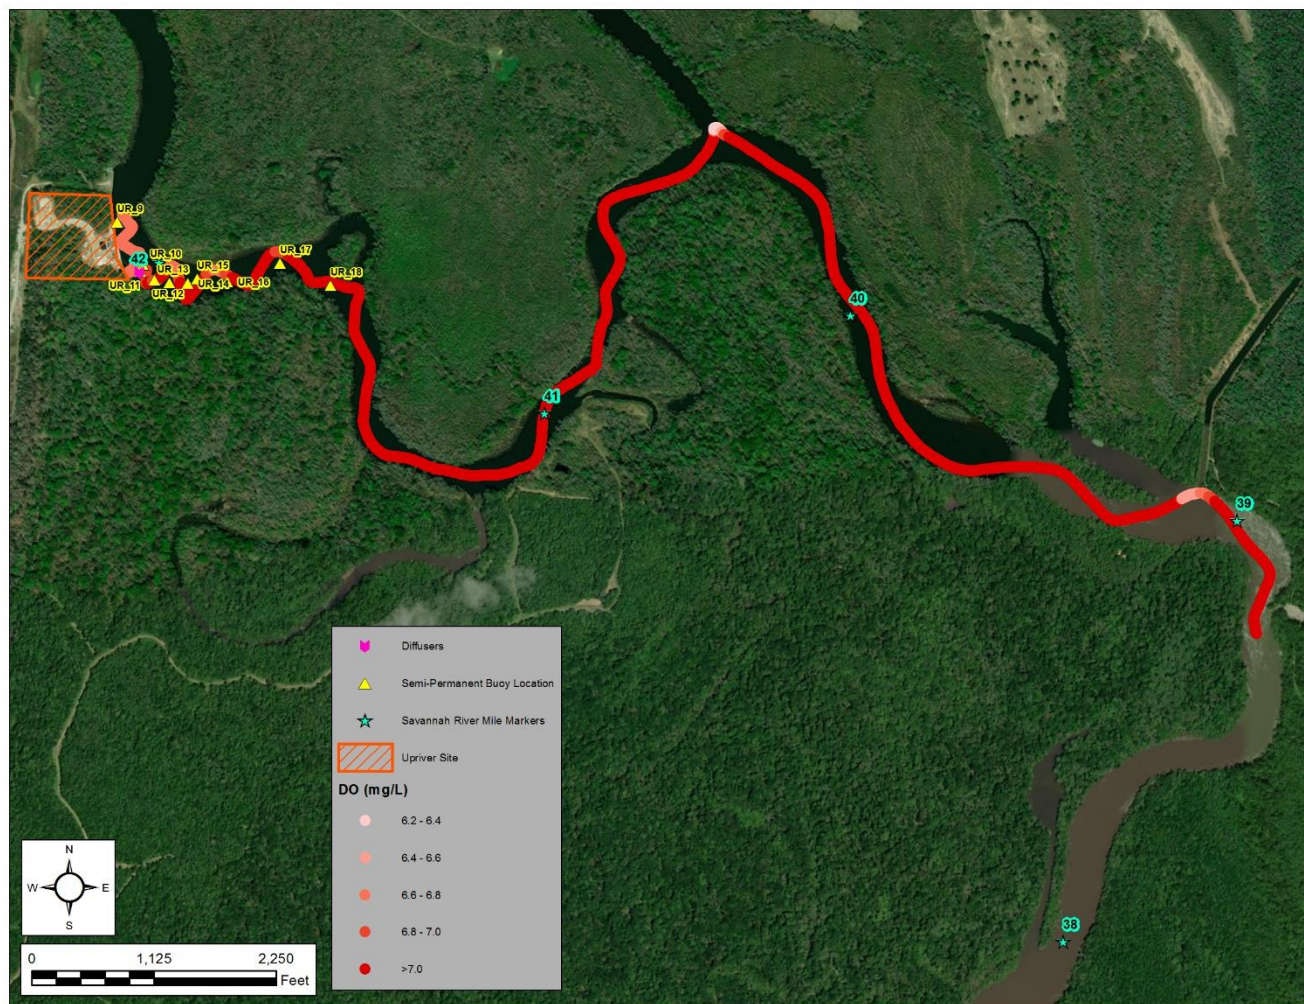 UR_9
42
UR_10
UR_11
UR_13
UR_12
UR_15
UR_14
UR_16
UR_17
UR_18
41
40
39
38
Diffusers
Semi-Permanent Buoy Location
Savannah River Mile Markers
Upriver Site
DO (mg/L)
6.2 - 6.4
6.4 - 6.6
6.6 - 6.8
6.8 - 7.0
>7.0
N
W E
S
0 1,125 2,250
Feet